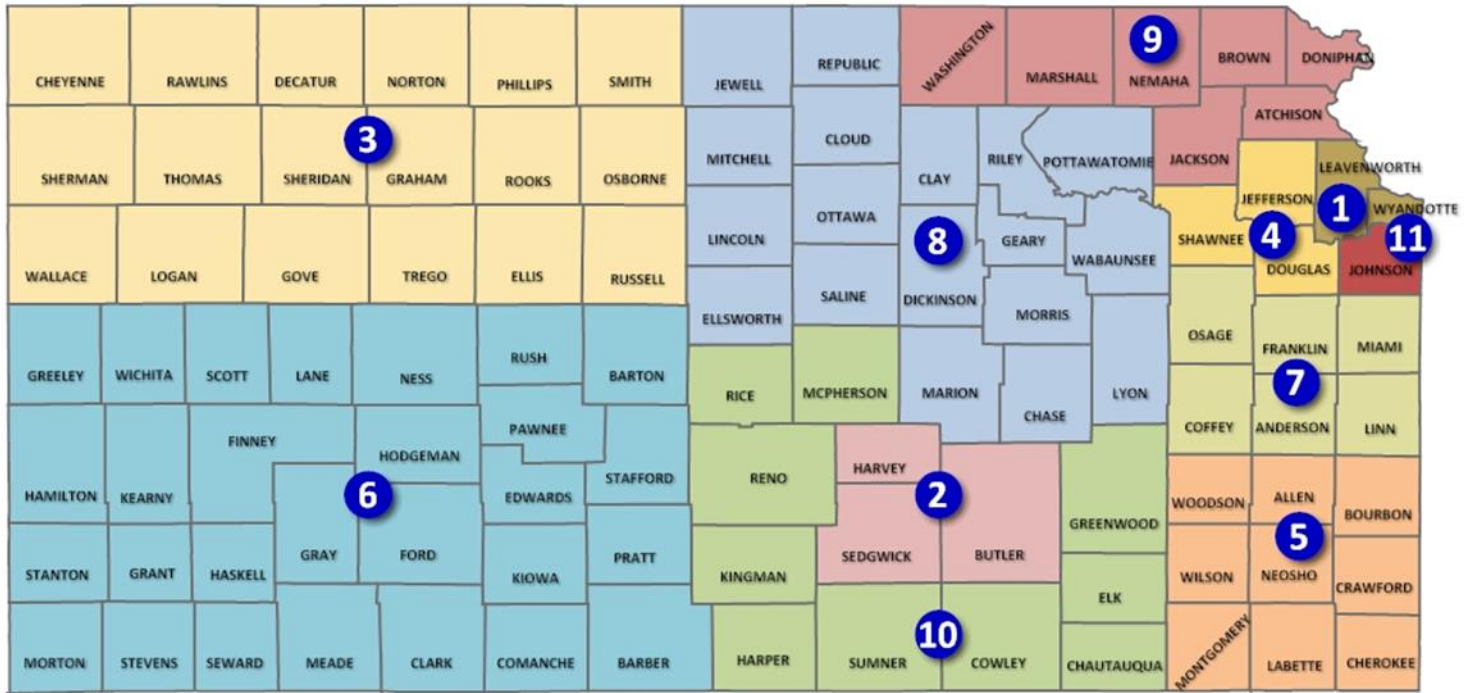 CHEYENNE
RAWLINS
DECATUR
NORTON
PHILLIPS
SMITH
JEWELL
REPUBLIC
WASHINGTON
MARSHALL
9
NEMAHA
BROWN
DONIPHAN
SHERMAN
THOMAS
3
SHERIDAN
GRAHAM
ROOKS
OSBORNE
MITCHELL
CLOUD
CLAY
RILEY
POTTAWATOMIE
JACKSON
ATCHISON
LEAVENWORTH
JEFFERSON
1
WYANDOTTE
WALLACE
LOGAN
GOVE
TREGO
ELLIS
RUSSELL
LINCOLN
OTTAWA
8
GEARY
WABAUNSEE
SHAWNEE
4
DOUGLAS
11
JOHNSON
ELLSWORTH
SALINE
DICKINSON
MORRIS
OSAGE
FRANKLIN
MIAMI
GREELEY
WICHITA
SCOTT
LANE
NESS
RUSH
BARTON
RICE
MCPHERSON
MARION
CHASE
LYON
COFFEY
7
ANDERSON
LINN
HAMILTON
KEARNY
FINNEY
HODGEMAN
PAWNEE
6
EDWARDS
STAFFORD
RENO
HARVEY
2
SEDGWICK
BUTLER
GREENWOOD
WOODSON
ALLEN
BOURBON
STANTON
GRANT
HASKELL
GRAY
FORD
KIOWA
PRATT
KINGMAN
ELK
WILSON
5
NEOSHO
CRAWFORD
MORTON
STEVENS
SEWARD
MEADE
CLARK
COMANCHE
BARBER
HARPER
SUMNER
10
COWLEY
CHAUTAUQUA
MONTGOMERY
LABETTE
CHEROKEE